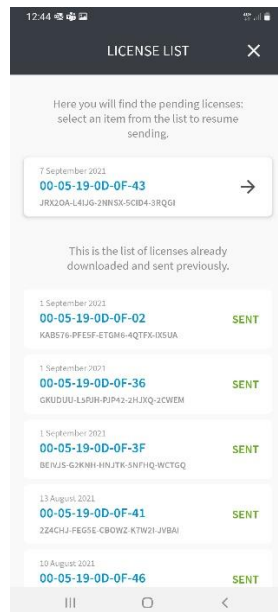 12:44
LICENSE LIST
Here you will find the pending licenses:
select an item from the list to resume
sending.
7 September 2021
00-05-19-0D-0F-43
JRX2OA-L4IJG-2NNSX-5CID4-3RQGI
This is the list of licenses already
downloaded and sent previously.
1 September 2021
00-05-19-0D-0F-02
SENT
KABS76-PFE5F-ETGM6-4QTFX-IXSUA
1 September 2021
00-05-19-0D-0F-36
SENT
GKUDUU-L5PJH-PJP42-2HJXQ-2CWEM
1 September 2021
00-05-19-0D-0F-3F
SENT
BEIVJS-G2KNH-HNJTK-5NFHQ-WCTGQ
13 August 2021
00-05-19-0D-0F-41
SENT
2Z4CHJ-FEG5E-CBOWZ-K7W2I-JVBAI
10 August 2021
00-05-19-0D-0F-46
SENT